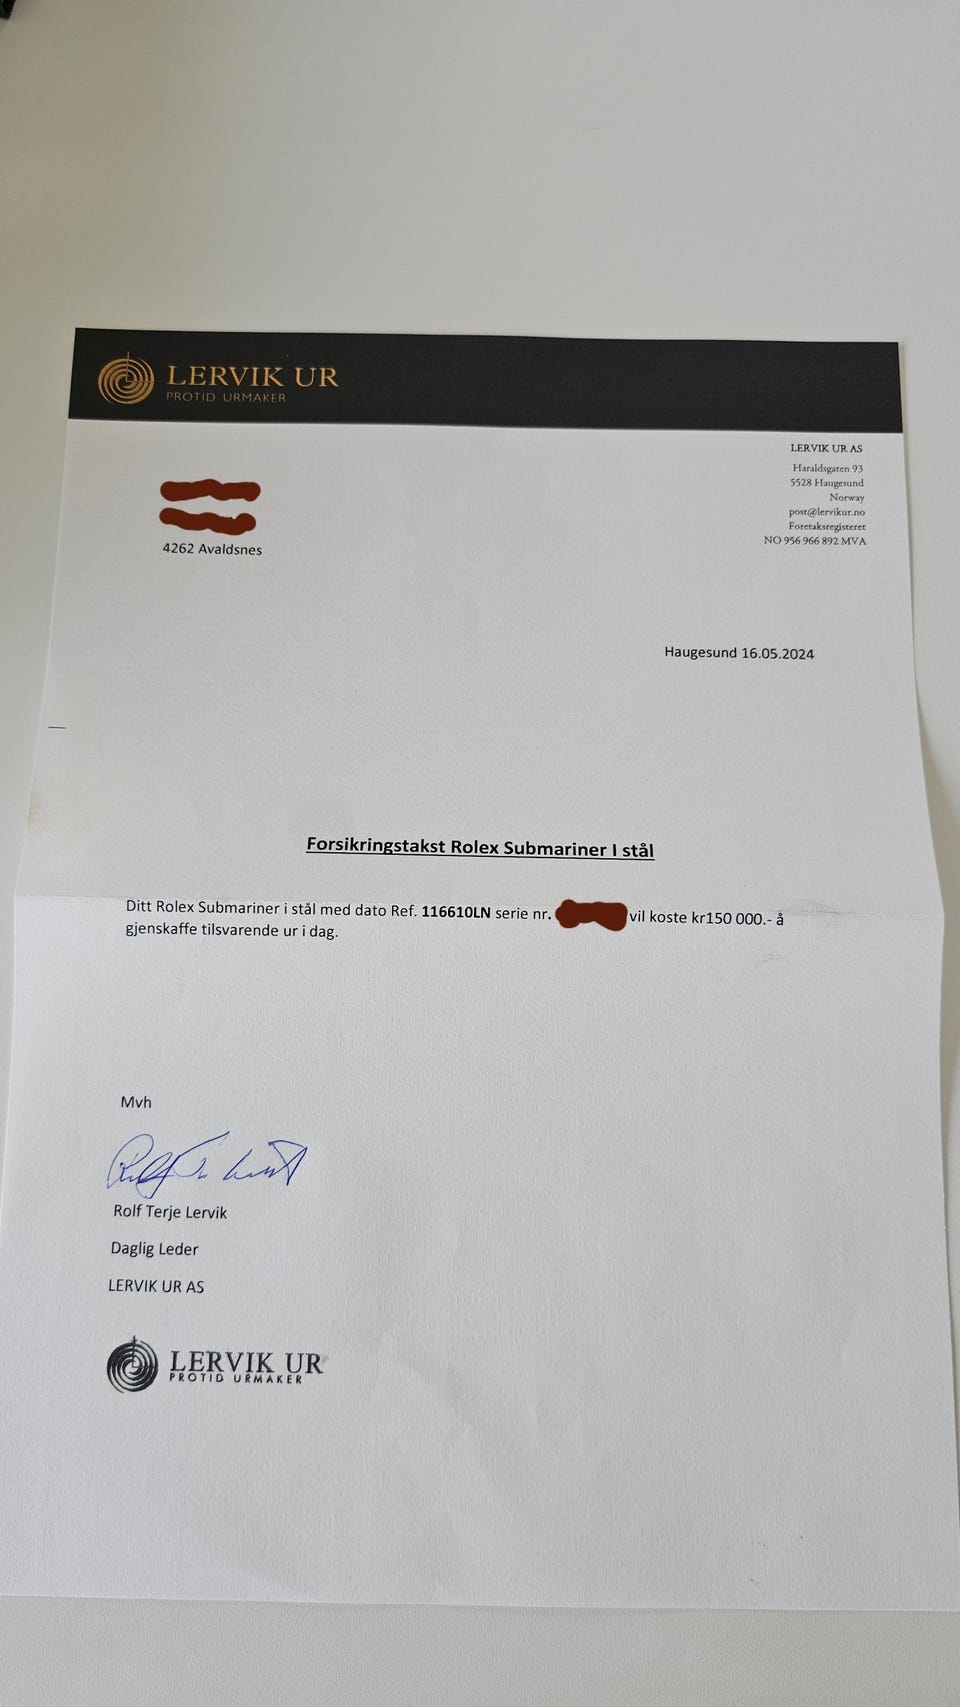 LERVIK UR
PROTID URMAKER
LERVIK UR AS
Haraldsgaten 93
5528 Haugesund
Norway
post@lervikur.no
Foretaksregisteret
NO 956 966 892 MVA
4262 Avaldsnes
Haugesund 16.05.2024
Forsikringstakst Rolex Submariner I stål
Ditt Rolex Submariner i stål med dato Ref. 116610LN serie nr. vil koste kr150 000.- å
gjenskaffe tilsvarende ur i dag.
Mvh
Rolf Terje Lervik
Daglig Leder
LERVIK UR AS
LERVIK UR
PROTID URMAKER